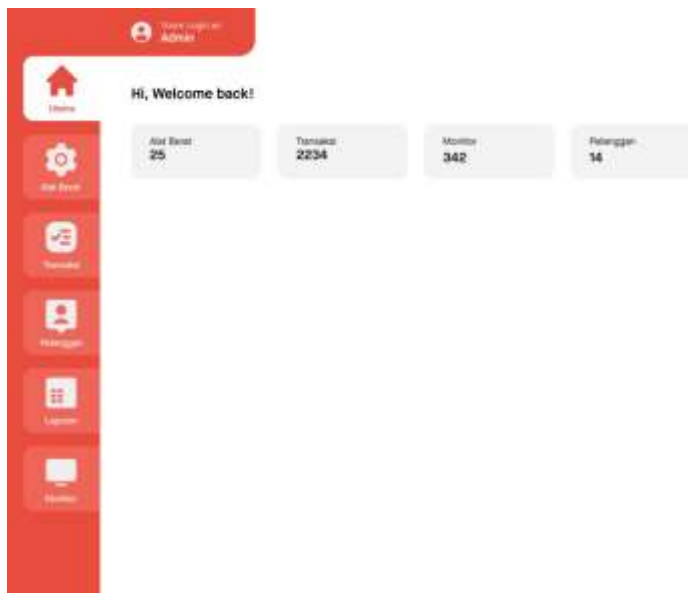 Admin
Home
Hi, Welcome back!
Alat Berat
25
Transaksi
2234
Monitor
342
Pelanggan
14
Alat Berat
Transaksi
Pelanggan
Laporan
Monitor